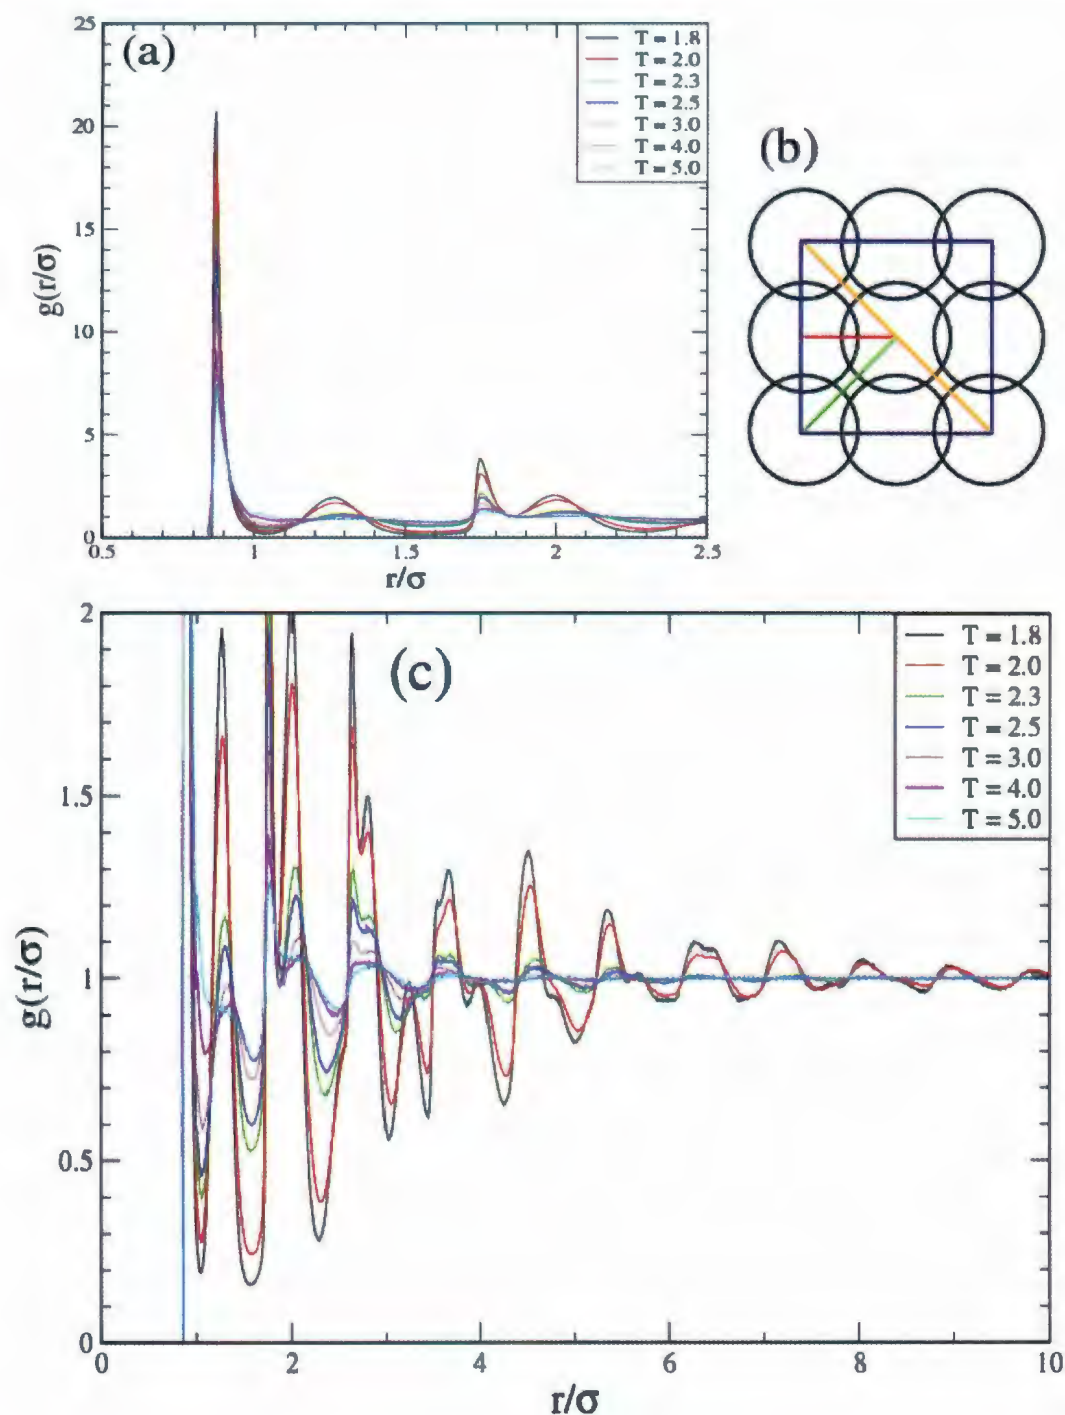 (a)
25
20
15
10
5
0
0.5
1
1.5
2
2.5
g(r/σ)
r/σ
T = 1.8
T = 2.0
T = 2.3
T = 2.5
T = 3.0
T = 4.0
T = 5.0
(b)
(c)
2
1.5
1
0.5
0
0
2
4
6
8
10
g(r/σ)
r/σ
T = 1.8
T = 2.0
T = 2.3
T = 2.5
T = 3.0
T = 4.0
T = 5.0